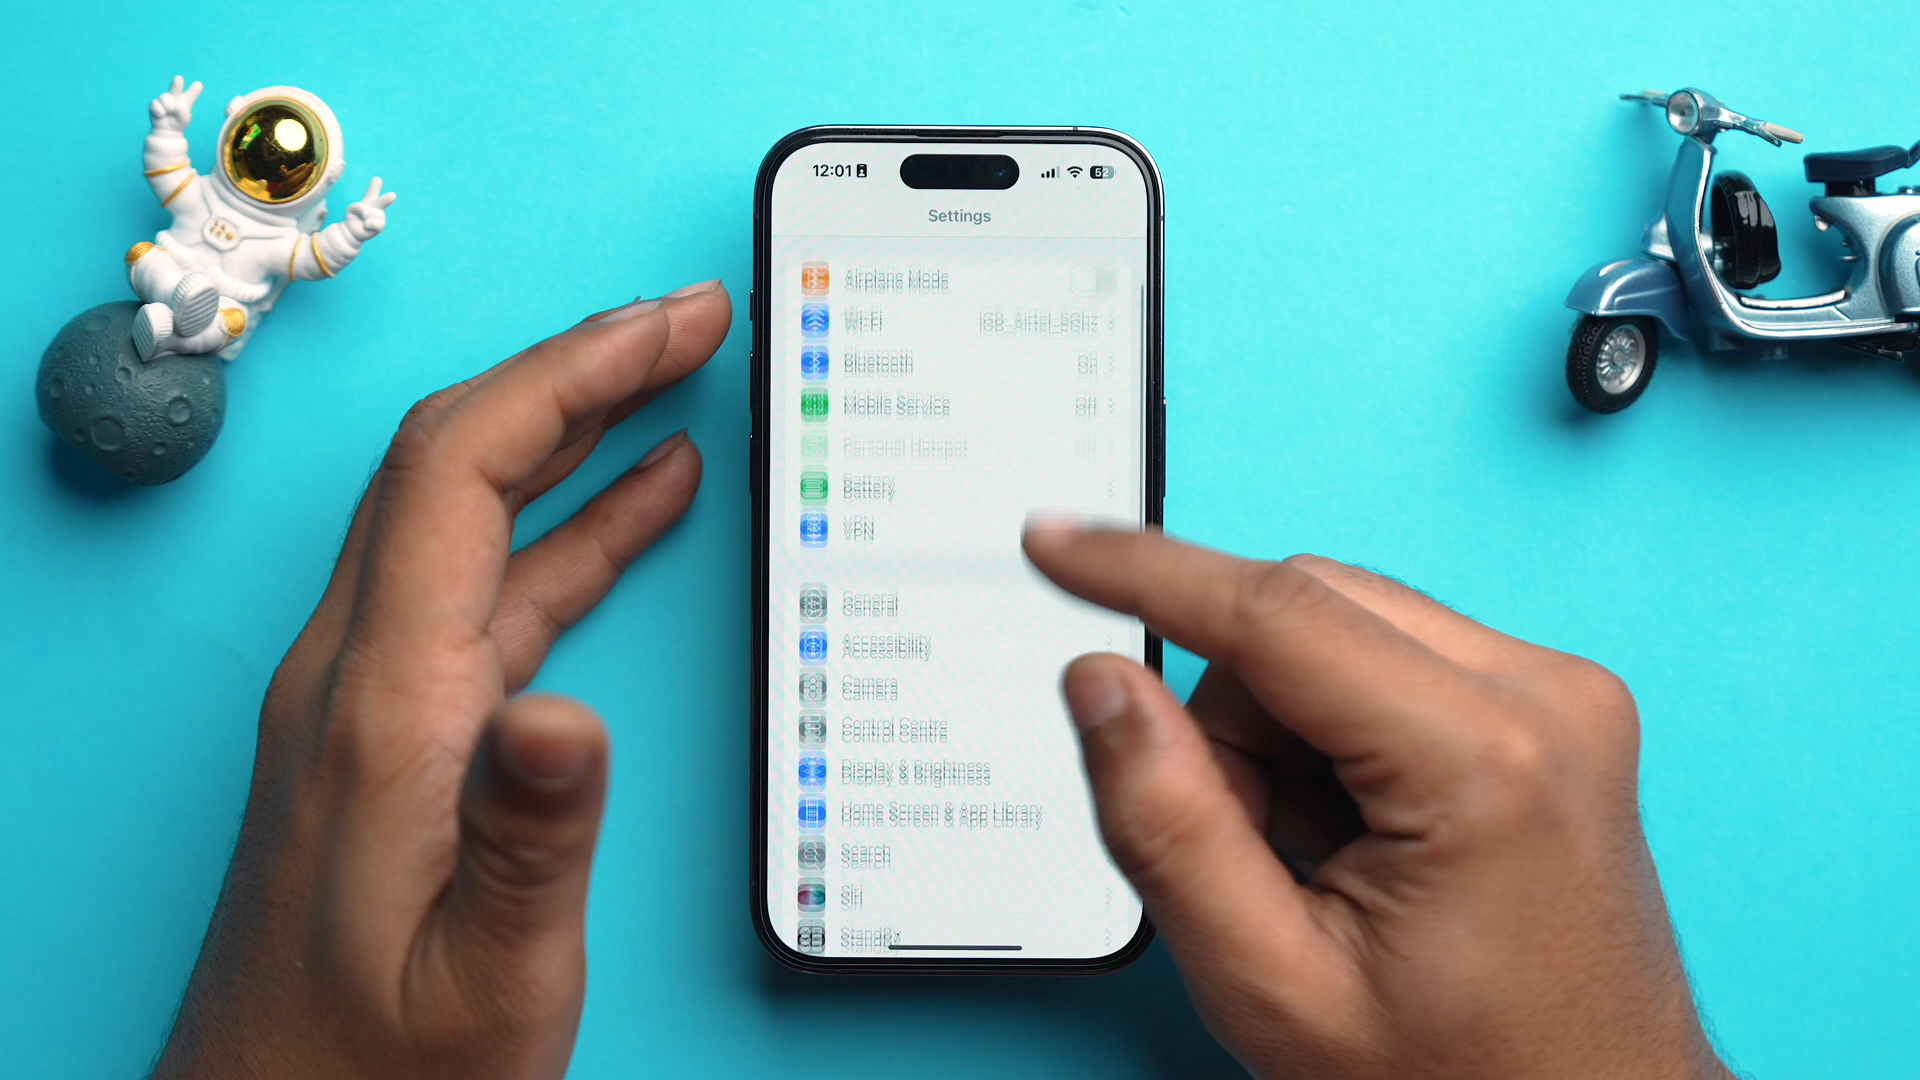 12:01 52
Settings
Airplane Mode
Wi-Fi
Bluetooth On
Mobile Service Off
Personal Hotspot Off
Battery
VPN
General
Accessibility
Camera
Control Centre
Display & Brightness
Home Screen & App Library
Search
Siri
StandBy